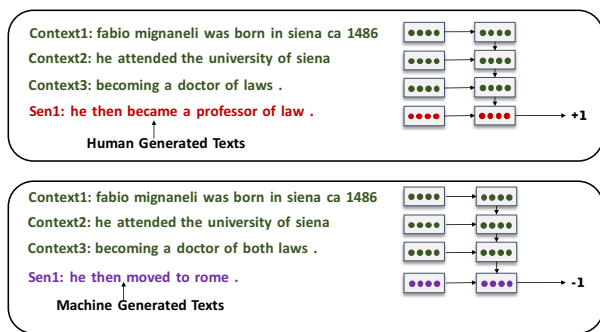 Context1: fabio mignaneli was born in siena ca 1486
Context2: he attended the university of siena
Context3: becoming a doctor of laws .
Sen1: he then became a professor of law .
+1
Human Generated Texts
Context1: fabio mignaneli was born in siena ca 1486
Context2: he attended the university of siena
Context3: becoming a doctor of both laws .
Sen1: he then moved to rome .
-1
Machine Generated Texts